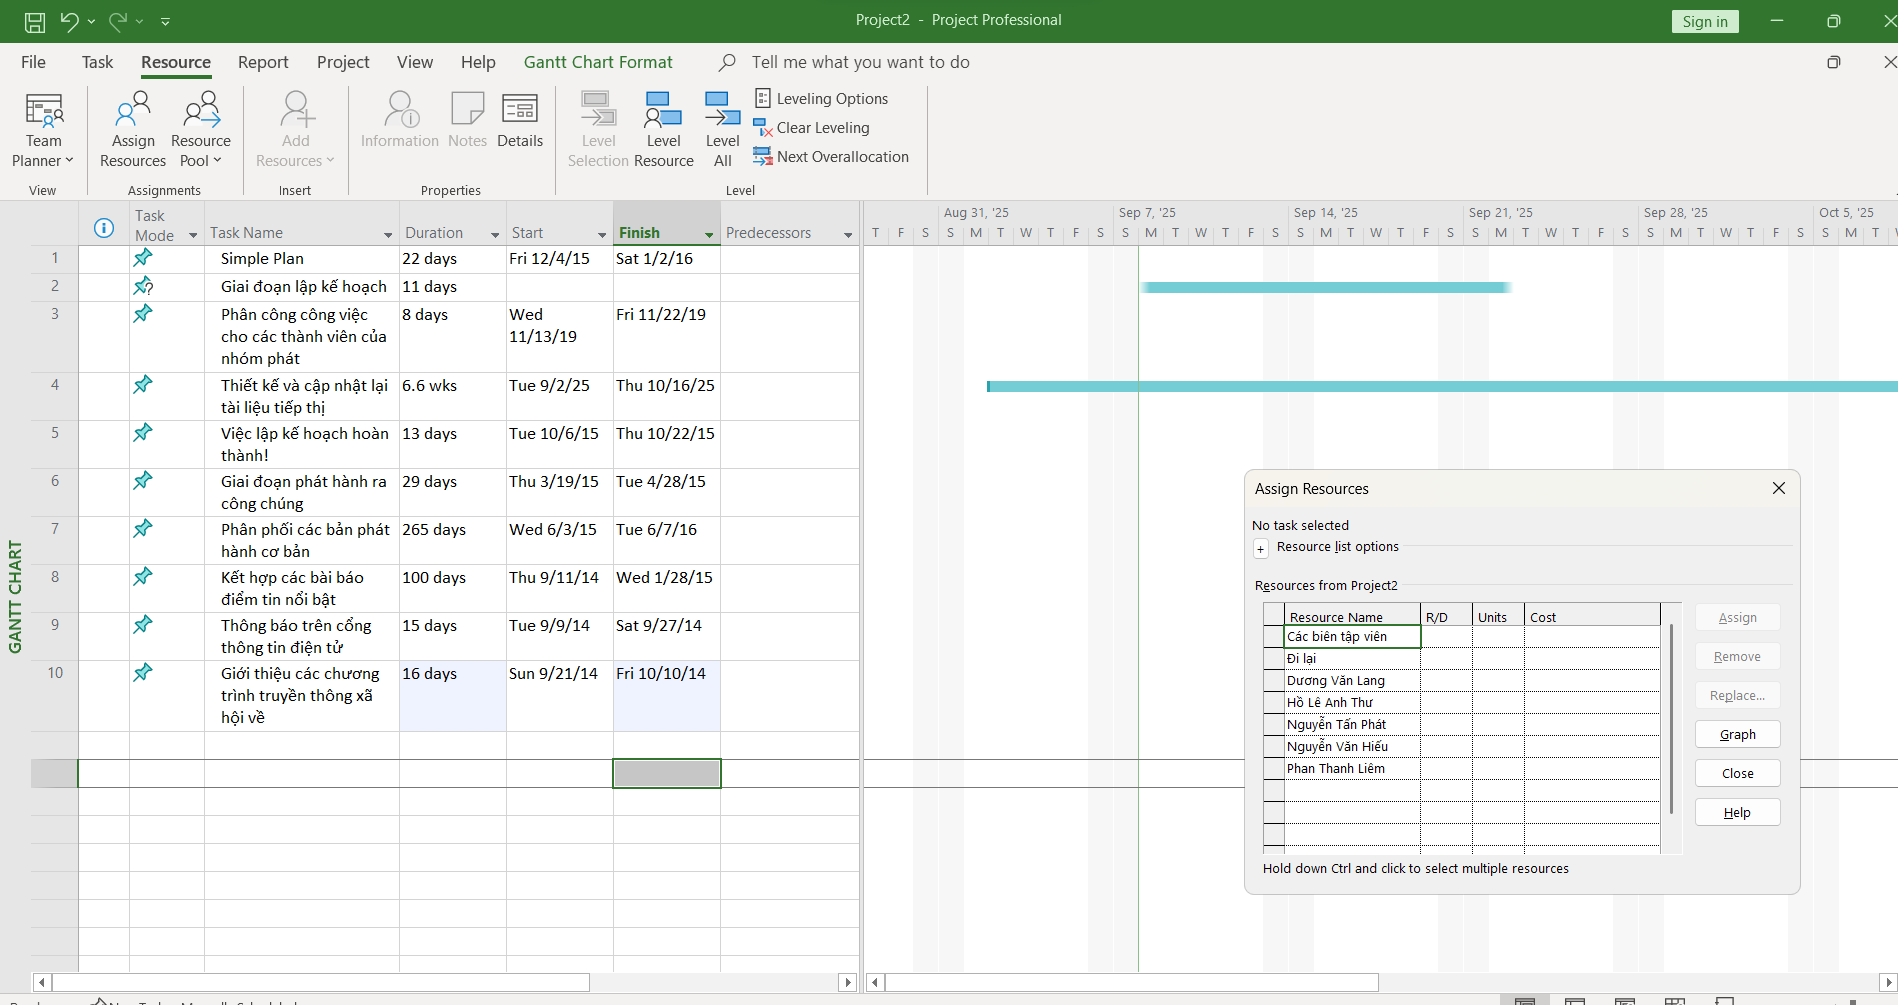 Project2 - Project Professional
Sign in
File Task Resource Report Project View Help Gantt Chart Format Tell me what you want to do
Team Planner
Assign Resources
Resource Pool
Add Resources
Information
Notes
Details
Level Selection
Level Resource
Level All
Leveling Options
Clear Leveling
Next Overallocation
View Assignments Insert Properties Level
GANTT CHART
Task Mode Task Name Duration Start Finish Predecessors
Aug 31, '25 Sep 7, '25 Sep 14, '25 Sep 21, '25 Sep 28, '25 Oct 5, '25
T F S S M T W T F S S M T W T F S S M T W T F S S M T W T F S S M T W T F S S M T
1 Simple Plan 22 days Fri 12/4/15 Sat 1/2/16
2 Giai đoạn lập kế hoạch 11 days
3 Phân công công việc 8 days Wed Fri 11/22/19
cho các thành viên của 11/13/19
nhóm phát
4 Thiết kế và cập nhật lại 6.6 wks Tue 9/2/25 Thu 10/16/25
tài liệu tiếp thị
5 Việc lập kế hoạch hoàn 13 days Tue 10/6/15 Thu 10/22/15
thành!
6 Giai đoạn phát hành ra 29 days Thu 3/19/15 Tue 4/28/15
công chúng
7 Phân phối các bản phát 265 days Wed 6/3/15 Tue 6/7/16
hành cơ bản
8 Kết hợp các bài báo 100 days Thu 9/11/14 Wed 1/28/15
điểm tin nổi bật
9 Thông báo trên cổng 15 days Tue 9/9/14 Sat 9/27/14
thông tin điện tử
10 Giới thiệu các chương 16 days Sun 9/21/14 Fri 10/10/14
trình truyền thông xã
hội về
Assign Resources
No task selected
+ Resource list options
Resources from Project2
Resource Name R/D Units Cost
Các biên tập viên
Đi lại
Dương Văn Lang
Hồ Lê Anh Thư
Nguyễn Tấn Phát
Nguyễn Văn Hiếu
Phan Thanh Liêm
Assign
Remove
Replace...
Graph
Close
Help
Hold down Ctrl and click to select multiple resources